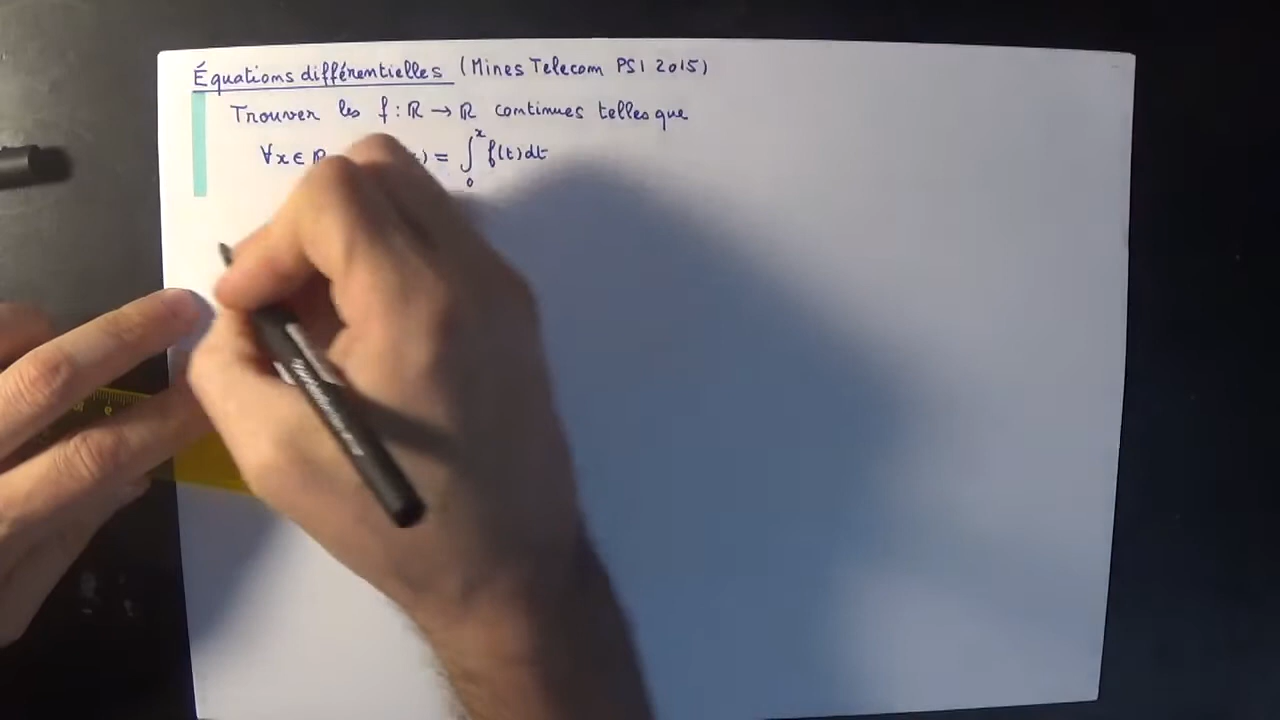 Équations différentielles (Mines Telecom PSI 2015)
Trouver les f : ℝ → ℝ continues telles que
∀x ∈ ℝ ) = ∫₀ˣ f(t)dt